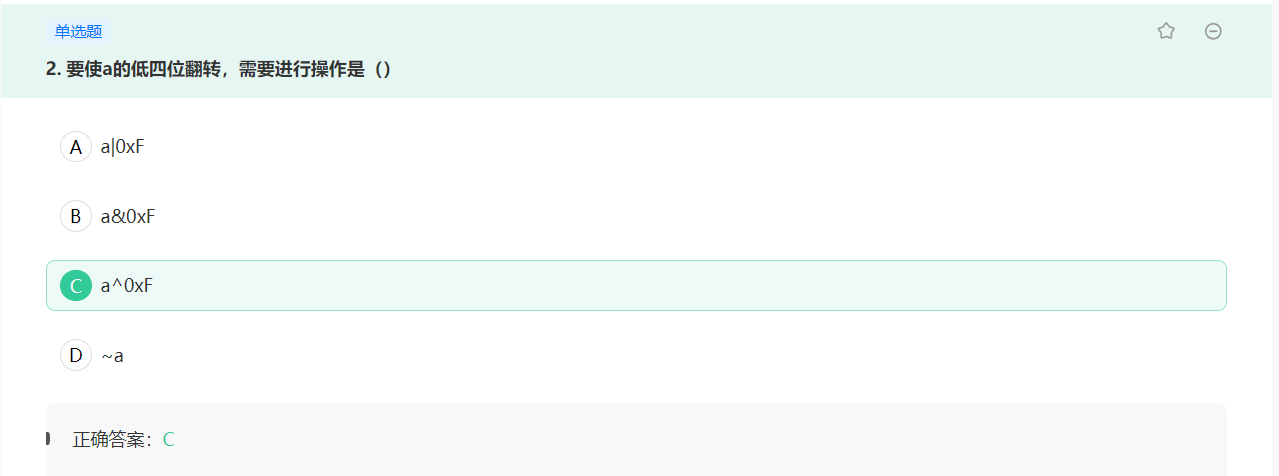 单选题
2. 要使a的低四位翻转，需要进行操作是（）
A a|0xF
B a&0xF
C a^0xF
D ~a
正确答案：C